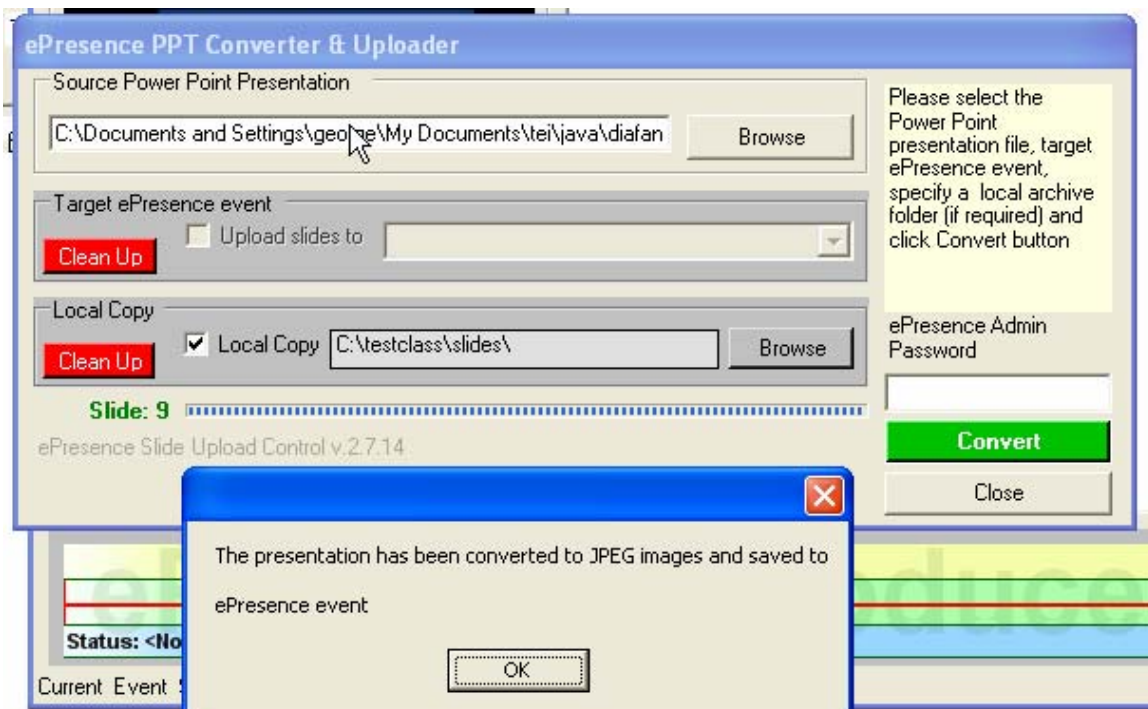 ePresence PPT Converter & Uploader
Source Power Point Presentation
C:\Documents and Settings\george\My Documents\tei\java\diafan
Browse
Target ePresence event
Clean Up
Upload slides to
Local Copy
Clean Up
Local Copy
C:\testclass\slides\
Browse
Slide: 9
ePresence Slide Upload Control v.2.7.14
Please select the
Power Point
presentation file, target
ePresence event,
specify a local archive
folder (if required) and
click Convert button
ePresence Admin
Password
Convert
Close
The presentation has been converted to JPEG images and saved to
ePresence event
OK
Status: <No
Current Event